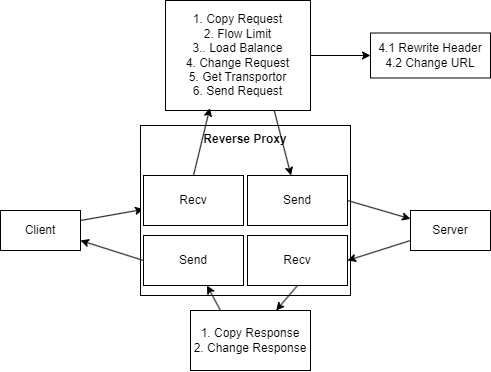 1. Copy Request
2. Flow Limit
3.. Load Balance
4. Change Request
5. Get Transportor
6. Send Request
4.1 Rewrite Header
4.2 Change URL
Reverse Proxy
Recv
Send
Client
Server
Send
Recv
1. Copy Response
2. Change Response